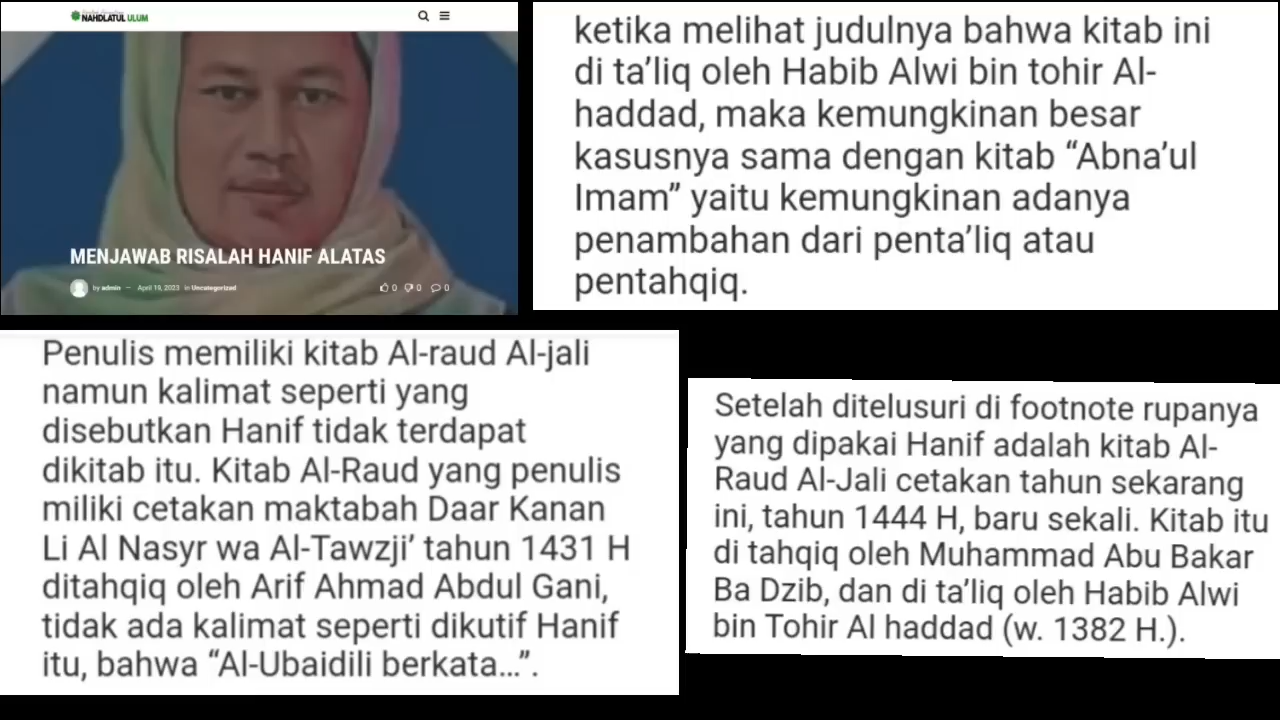 NAHDLATUL ULUM
MENJAWAB RISALAH HANIF ALATAS
by admin — April 19, 2023 in Uncategorized
0 0 0
ketika melihat judulnya bahwa kitab ini
di ta’liq oleh Habib Alwi bin tohir Al-
haddad, maka kemungkinan besar
kasusnya sama dengan kitab “Abna’ul
Imam” yaitu kemungkinan adanya
penambahan dari penta’liq atau
pentahqiq.
Penulis memiliki kitab Al-raud Al-jali
namun kalimat seperti yang
disebutkan Hanif tidak terdapat
dikitab itu. Kitab Al-Raud yang penulis
miliki cetakan maktabah Daar Kanan
Li Al Nasyr wa Al-Tawzji’ tahun 1431 H
ditahqiq oleh Arif Ahmad Abdul Gani,
tidak ada kalimat seperti dikutif Hanif
itu, bahwa “Al-Ubaidili berkata...”.
Setelah ditelusuri di footnote rupanya
yang dipakai Hanif adalah kitab Al-
Raud Al-Jali cetakan tahun sekarang
ini, tahun 1444 H, baru sekali. Kitab itu
di tahqiq oleh Muhammad Abu Bakar
Ba Dzib, dan di ta’liq oleh Habib Alwi
bin Tohir Al haddad (w. 1382 H.).